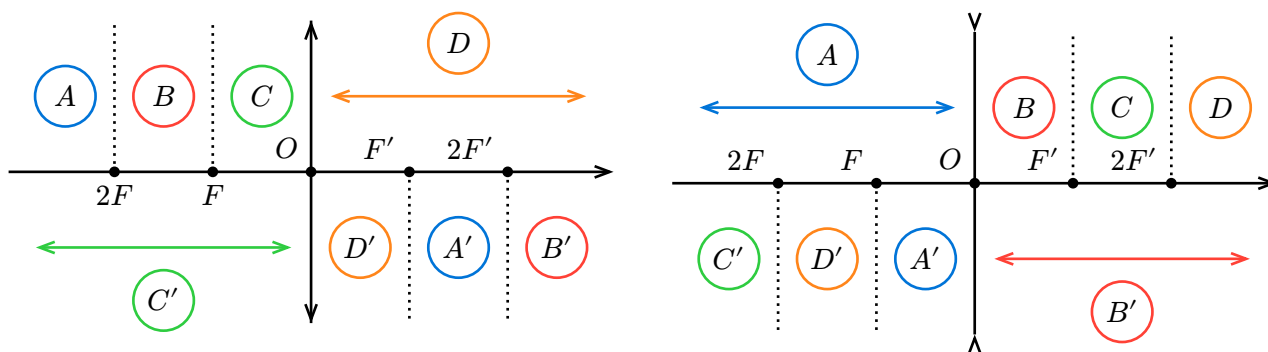 D
A B C
O F′ 2F′
2F F
D′ A′ B′
C′
A
B C D
2F F O F′ 2F′
C′ D′ A′
B′